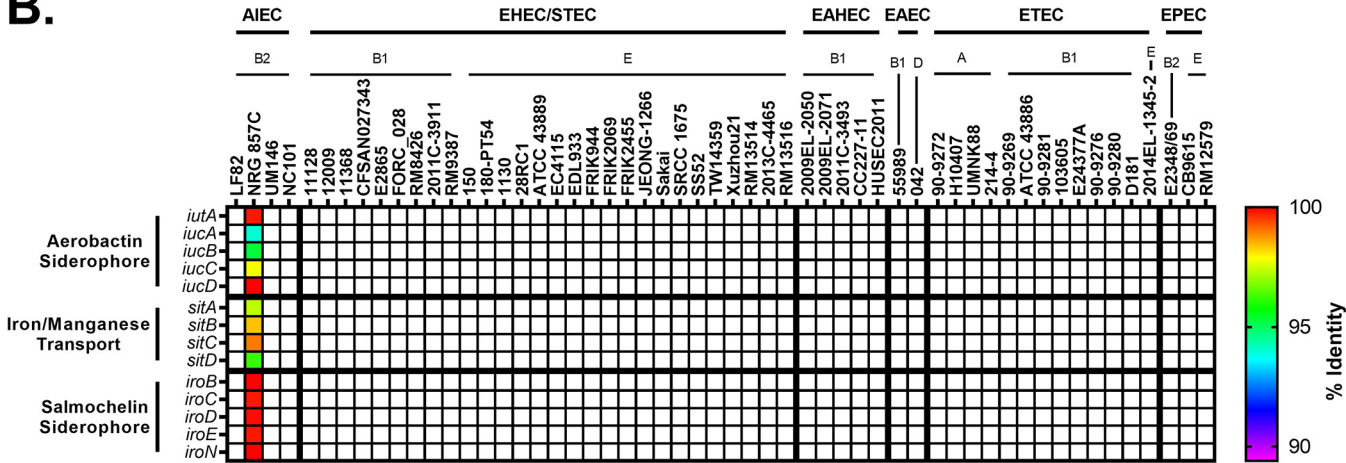 B.
AIEC EHEC/STEC EAHEC EAEC ETEC EPEC
B2 B1 E B1 B1 D A B1 E B2 E
LF82
NRG 857C
UM146
NC101
11128
12009
11368
CFSAN027343
E2865
FORC_028
RM8426
2011C-3911
RM9387
150
180-PT54
1130
28RC1
ATCC 43889
EC4115
EDL933
FRIK944
FRIK2069
FRIK2455
JEONG-1266
Sakai
SRCC 1675
SS52
TW14359
Xuzhou21
RM13514
2013C-4465
RM13516
2009EL-2050
2009EL-2071
2011C-3493
CC227-11
HUSEC2011
55989
042
90-9272
H10407
UMNK88
214-4
90-9269
ATCC 43886
90-9281
103605
E24377A
90-9276
90-9280
D181
2014EL-1345-2
E2348/69
CB9615
RM12579
Aerobactin
Siderophore
iutA
iucA
iucB
iucC
iucD
Iron/Manganese
Transport
sitA
sitB
sitC
sitD
Salmochelin
Siderophore
iroB
iroC
iroD
iroE
iroN
100
95
90
% Identity